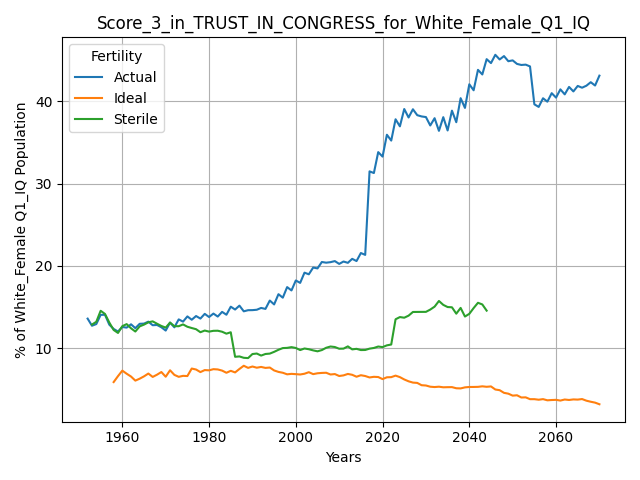 Score_3_in_TRUST_IN_CONGRESS_for_White_Female_Q1_IQ
Fertility
Actual
Ideal
Sterile
% of White_Female Q1_IQ Population
40
30
20
10
1960 1980 2000 2020 2040 2060
Years